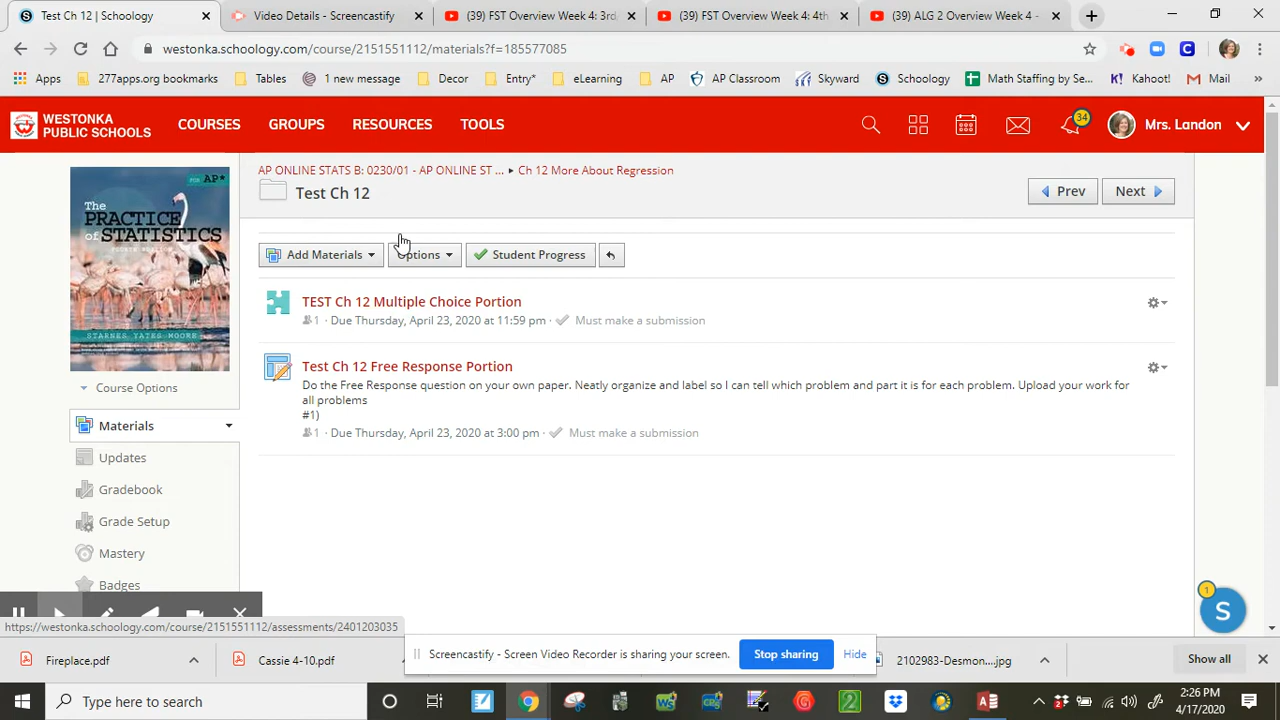 Test Ch 12 | Schoology
Video Details - Screencastify
(39) FST Overview Week 4: 3rd
(39) FST Overview Week 4: 4th
(39) ALG 2 Overview Week 4 -
westonka.schoology.com/course/2151551112/materials?f=185577085
Apps
277apps.org bookmarks
Tables
1 new message
Decor
Entry*
eLearning
AP
AP Classroom
Skyward
Schoology
Math Staffing by Se...
Kahoot!
Mail
WESTONKA
PUBLIC SCHOOLS
COURSES
GROUPS
RESOURCES
TOOLS
34
Mrs. Landon
FOR AP*
The
PRACTICE
of STATISTICS
FOURTH EDITION
STARNES YATES MOORE
AP ONLINE STATS B: 0230/01 - AP ONLINE ST ... ▸ Ch 12 More About Regression
Test Ch 12
Prev
Next
Add Materials
Options
Student Progress
TEST Ch 12 Multiple Choice Portion
1 · Due Thursday, April 23, 2020 at 11:59 pm · Must make a submission
Test Ch 12 Free Response Portion
Do the Free Response question on your own paper. Neatly organize and label so I can tell which problem and part it is for each problem. Upload your work for
all problems
#1)
1 · Due Thursday, April 23, 2020 at 3:00 pm · Must make a submission
Course Options
Materials
Updates
Gradebook
Grade Setup
Mastery
Badges
1
S
https://westonka.schoology.com/course/2151551112/assessments/2401203035
Screencastify - Screen Video Recorder is sharing your screen.
Stop sharing
Hide
Fireplace.pdf
Cassie 4-10.pdf
2102983-Desmon....jpg
Show all
Type here to search
2:26 PM
4/17/2020